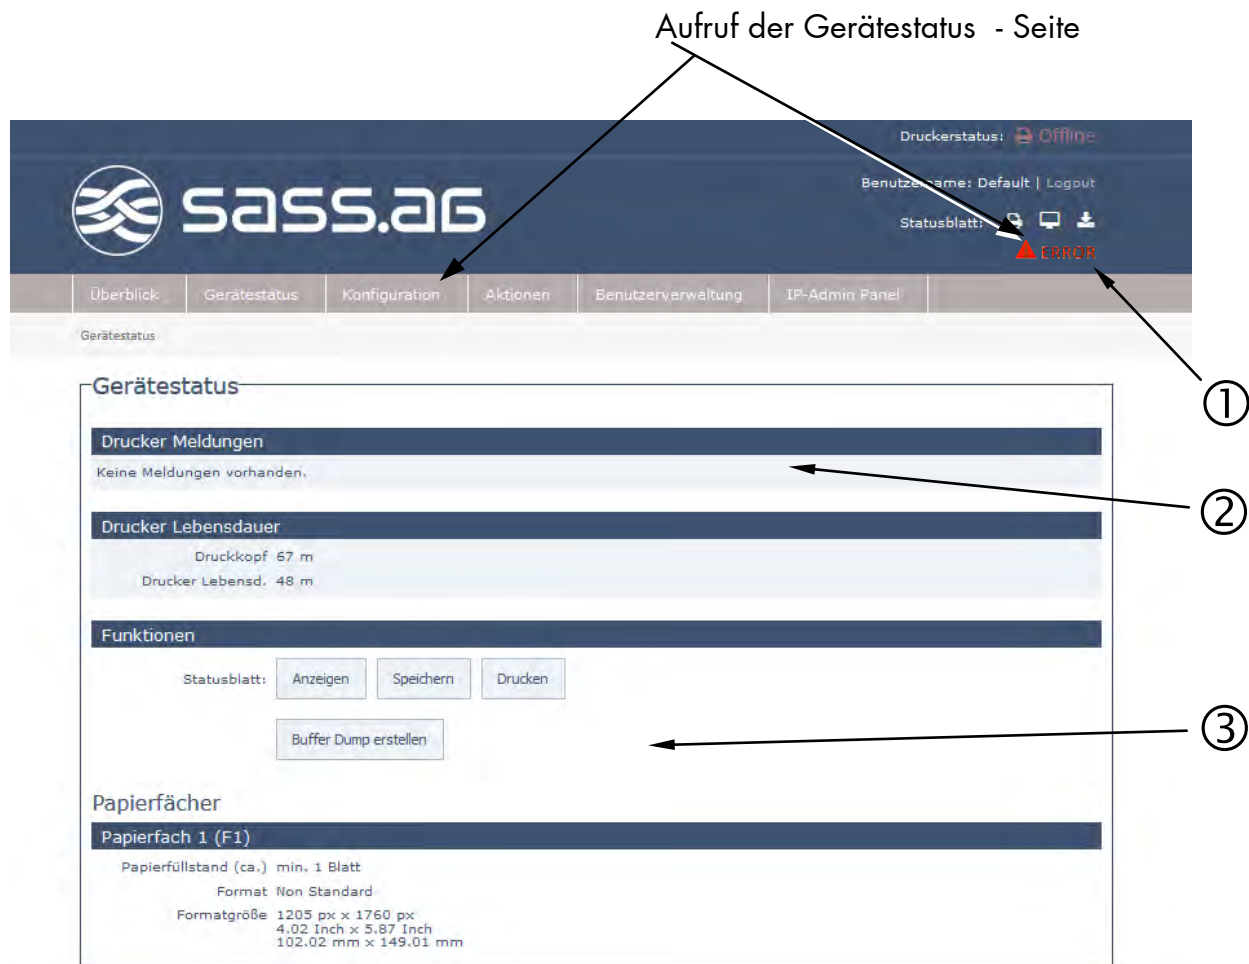 Aufruf der Gerätestatus - Seite
Druckerstatus: Offline
Benutzername: Default | Logout
sass.ag
Statusblatt:
ERROR
Überblick Gerätestatus Konfiguration Aktionen Benutzerverwaltung IP-Admin Panel
Gerätestatus
①
Gerätestatus
Drucker Meldungen
Keine Meldungen vorhanden.
②
Drucker Lebensdauer
Druckkopf 67 m
Drucker Lebensd. 48 m
Funktionen
Statusblatt: Anzeigen Speichern Drucken
Buffer Dump erstellen
③
Papierfächer
Papierfach 1 (F1)
Papierfüllstand (ca.) min. 1 Blatt
Format Non Standard
Formatgröße 1205 px x 1760 px
4.02 Inch x 5.87 Inch
102.02 mm x 149.01 mm